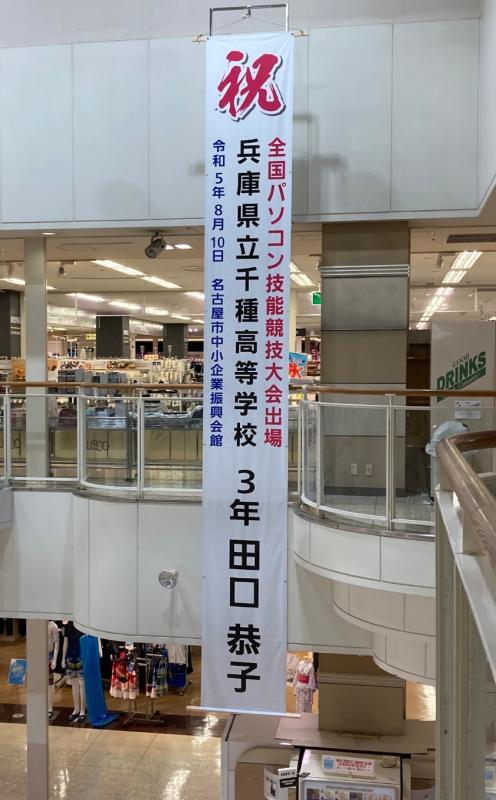 祝
全国パソコン技能競技大会出場
兵庫県立千種高等学校 3年 田口 恭子
令和5年8月10日 名古屋市中小企業振興会館
GOOD
DRINKS